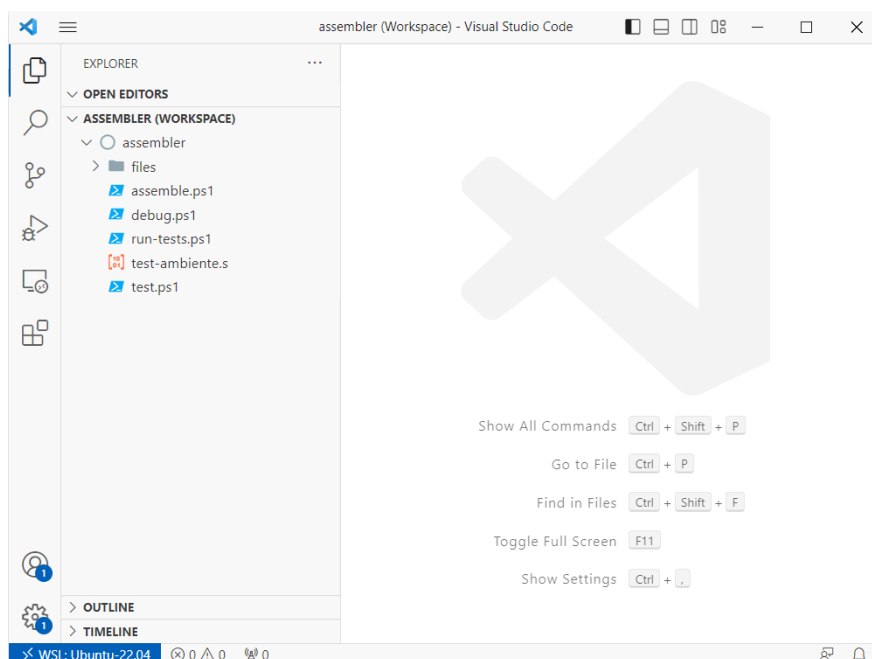 assembler (Workspace) - Visual Studio Code
EXPLORER
OPEN EDITORS
ASSEMBLER (WORKSPACE)
assembler
files
assemble.ps1
debug.ps1
run-tests.ps1
test-ambiente.s
test.ps1
Show All Commands Ctrl + Shift + P
Go to File Ctrl + P
Find in Files Ctrl + Shift + F
Toggle Full Screen F11
Show Settings Ctrl + ,
1
1
OUTLINE
TIMELINE
WSL: Ubuntu-22.04 0 0 0